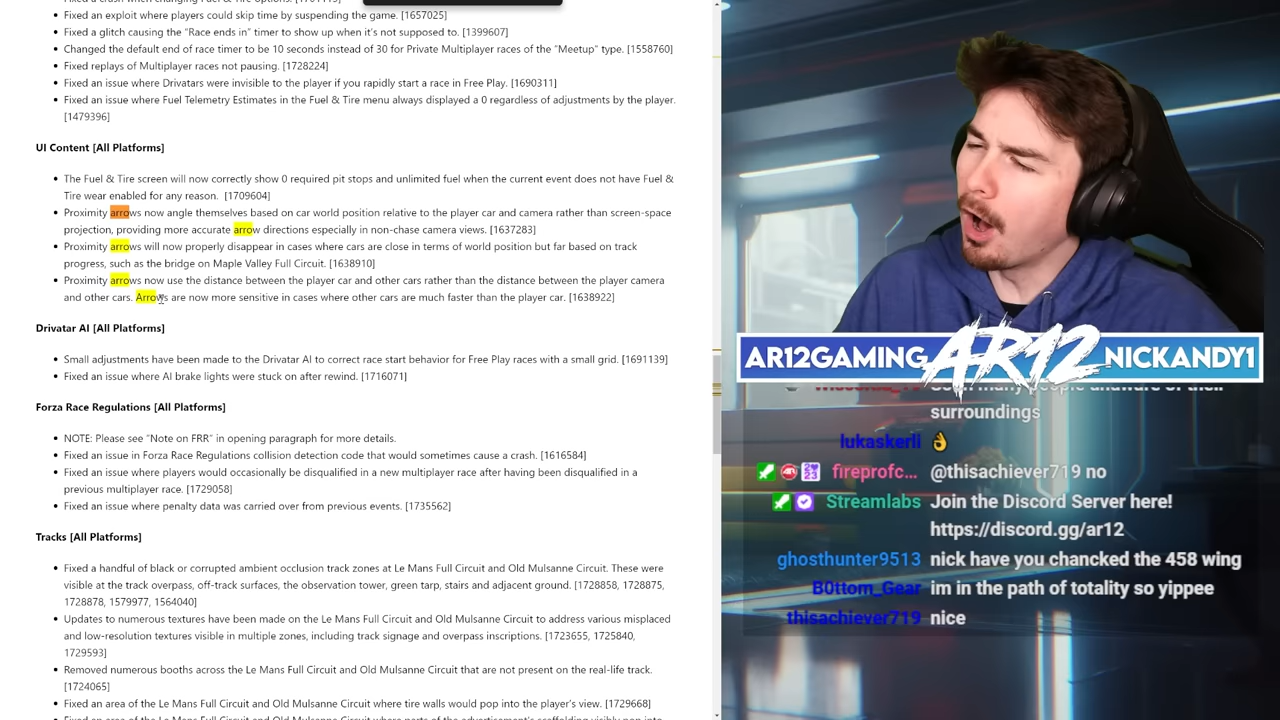 • Fixed an exploit where players could skip time by suspending the game. [1657025]
• Fixed a glitch causing the "Race ends in" timer to show up when it's not supposed to. [1399607]
• Changed the default end of race timer to be 10 seconds instead of 30 for Private Multiplayer races of the "Meetup" type. [1558760]
• Fixed replays of Multiplayer races not pausing. [1728224]
• Fixed an issue where Drivatars were invisible to the player if you rapidly start a race in Free Play. [1690311]
• Fixed an issue where Fuel Telemetry Estimates in the Fuel & Tire menu always displayed a 0 regardless of adjustments by the player.
[1479396]
UI Content [All Platforms]
• The Fuel & Tire screen will now correctly show 0 required pit stops and unlimited fuel when the current event does not have Fuel &
Tire wear enabled for any reason. [1709604]
• Proximity arrows now angle themselves based on car world position relative to the player car and camera rather than screen-space
projection, providing more accurate arrow directions especially in non-chase camera views. [1637283]
• Proximity arrows will now properly disappear in cases where cars are close in terms of world position but far based on track
progress, such as the bridge on Maple Valley Full Circuit. [1638910]
• Proximity arrows now use the distance between the player car and other cars rather than the distance between the player camera
and other cars. Arrows are now more sensitive in cases where other cars are much faster than the player car. [1638922]
Drivatar AI [All Platforms]
• Small adjustments have been made to the Drivatar AI to correct race start behavior for Free Play races with a small grid. [1691139]
• Fixed an issue where AI brake lights were stuck on after rewind. [1716071]
Forza Race Regulations [All Platforms]
• NOTE: Please see "Note on FRR" in opening paragraph for more details.
• Fixed an issue in Forza Race Regulations collision detection code that would sometimes cause a crash. [1616584]
• Fixed an issue where players would occasionally be disqualified in a new multiplayer race after having been disqualified in a
previous multiplayer race. [1729058]
• Fixed an issue where penalty data was carried over from previous events. [1735562]
Tracks [All Platforms]
• Fixed a handful of black or corrupted ambient occlusion track zones at Le Mans Full Circuit and Old Mulsanne Circuit. These were
visible at the track overpass, off-track surfaces, the observation tower, green tarp, stairs and adjacent ground. [1728858, 1728875,
1728878, 1579977, 1564040]
• Updates to numerous textures have been made on the Le Mans Full Circuit and Old Mulsanne Circuit to address various misplaced
and low-resolution textures visible in multiple zones, including track signage and overpass inscriptions. [1723655, 1725840,
1729593]
• Removed numerous booths across the Le Mans Full Circuit and Old Mulsanne Circuit that are not present on the real-life track.
[1724065]
• Fixed an area of the Le Mans Full Circuit and Old Mulsanne Circuit where tire walls would pop into the player's view. [1729668]
AR12GAMING AR12 NICKANDY1
surroundings
lukaskerli 👌
fireprofc... @thisachiever719 no
Streamlabs Join the Discord Server here!
https://discord.gg/ar12
ghosthunter9513 nick have you chancked the 458 wing
B0ttom_Gear im in the path of totality so yippee
thisachiever719 nice